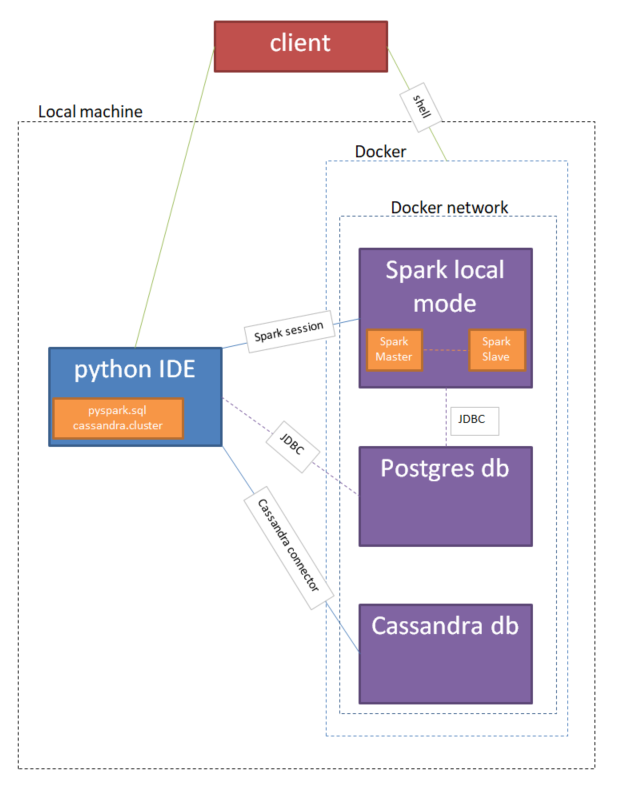 client
shell
Local machine
Docker
Docker network
Spark local
mode
Spark
Master
Spark
Slave
Spark session
python IDE
pyspark.sql
cassandra.cluster
JDBC
JDBC
Postgres db
Cassandra connector
Cassandra db